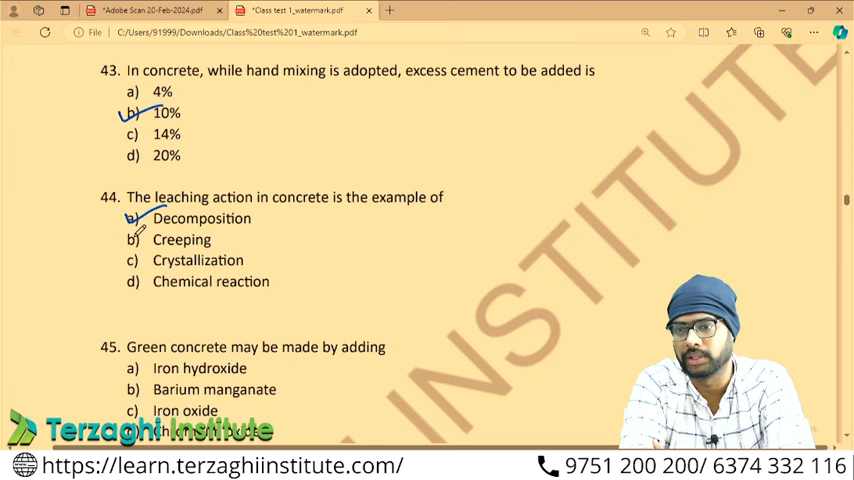 *Adobe Scan 20-Feb-2024.pdf
*Class test 1_watermark.pdf
File
C:/Users/91999/Downloads/Class%20test%201_watermark.pdf
43. In concrete, while hand mixing is adopted, excess cement to be added is
a) 4%
b) 10%
c) 14%
d) 20%
44. The leaching action in concrete is the example of
a) Decomposition
b) Creeping
c) Crystallization
d) Chemical reaction
45. Green concrete may be made by adding
a) Iron hydroxide
b) Barium manganate
c) Iron oxide
INSTITUTE
Terzaghi Institute
https://learn.terzaghiinstitute.com/
9751 200 200/ 6374 332 116